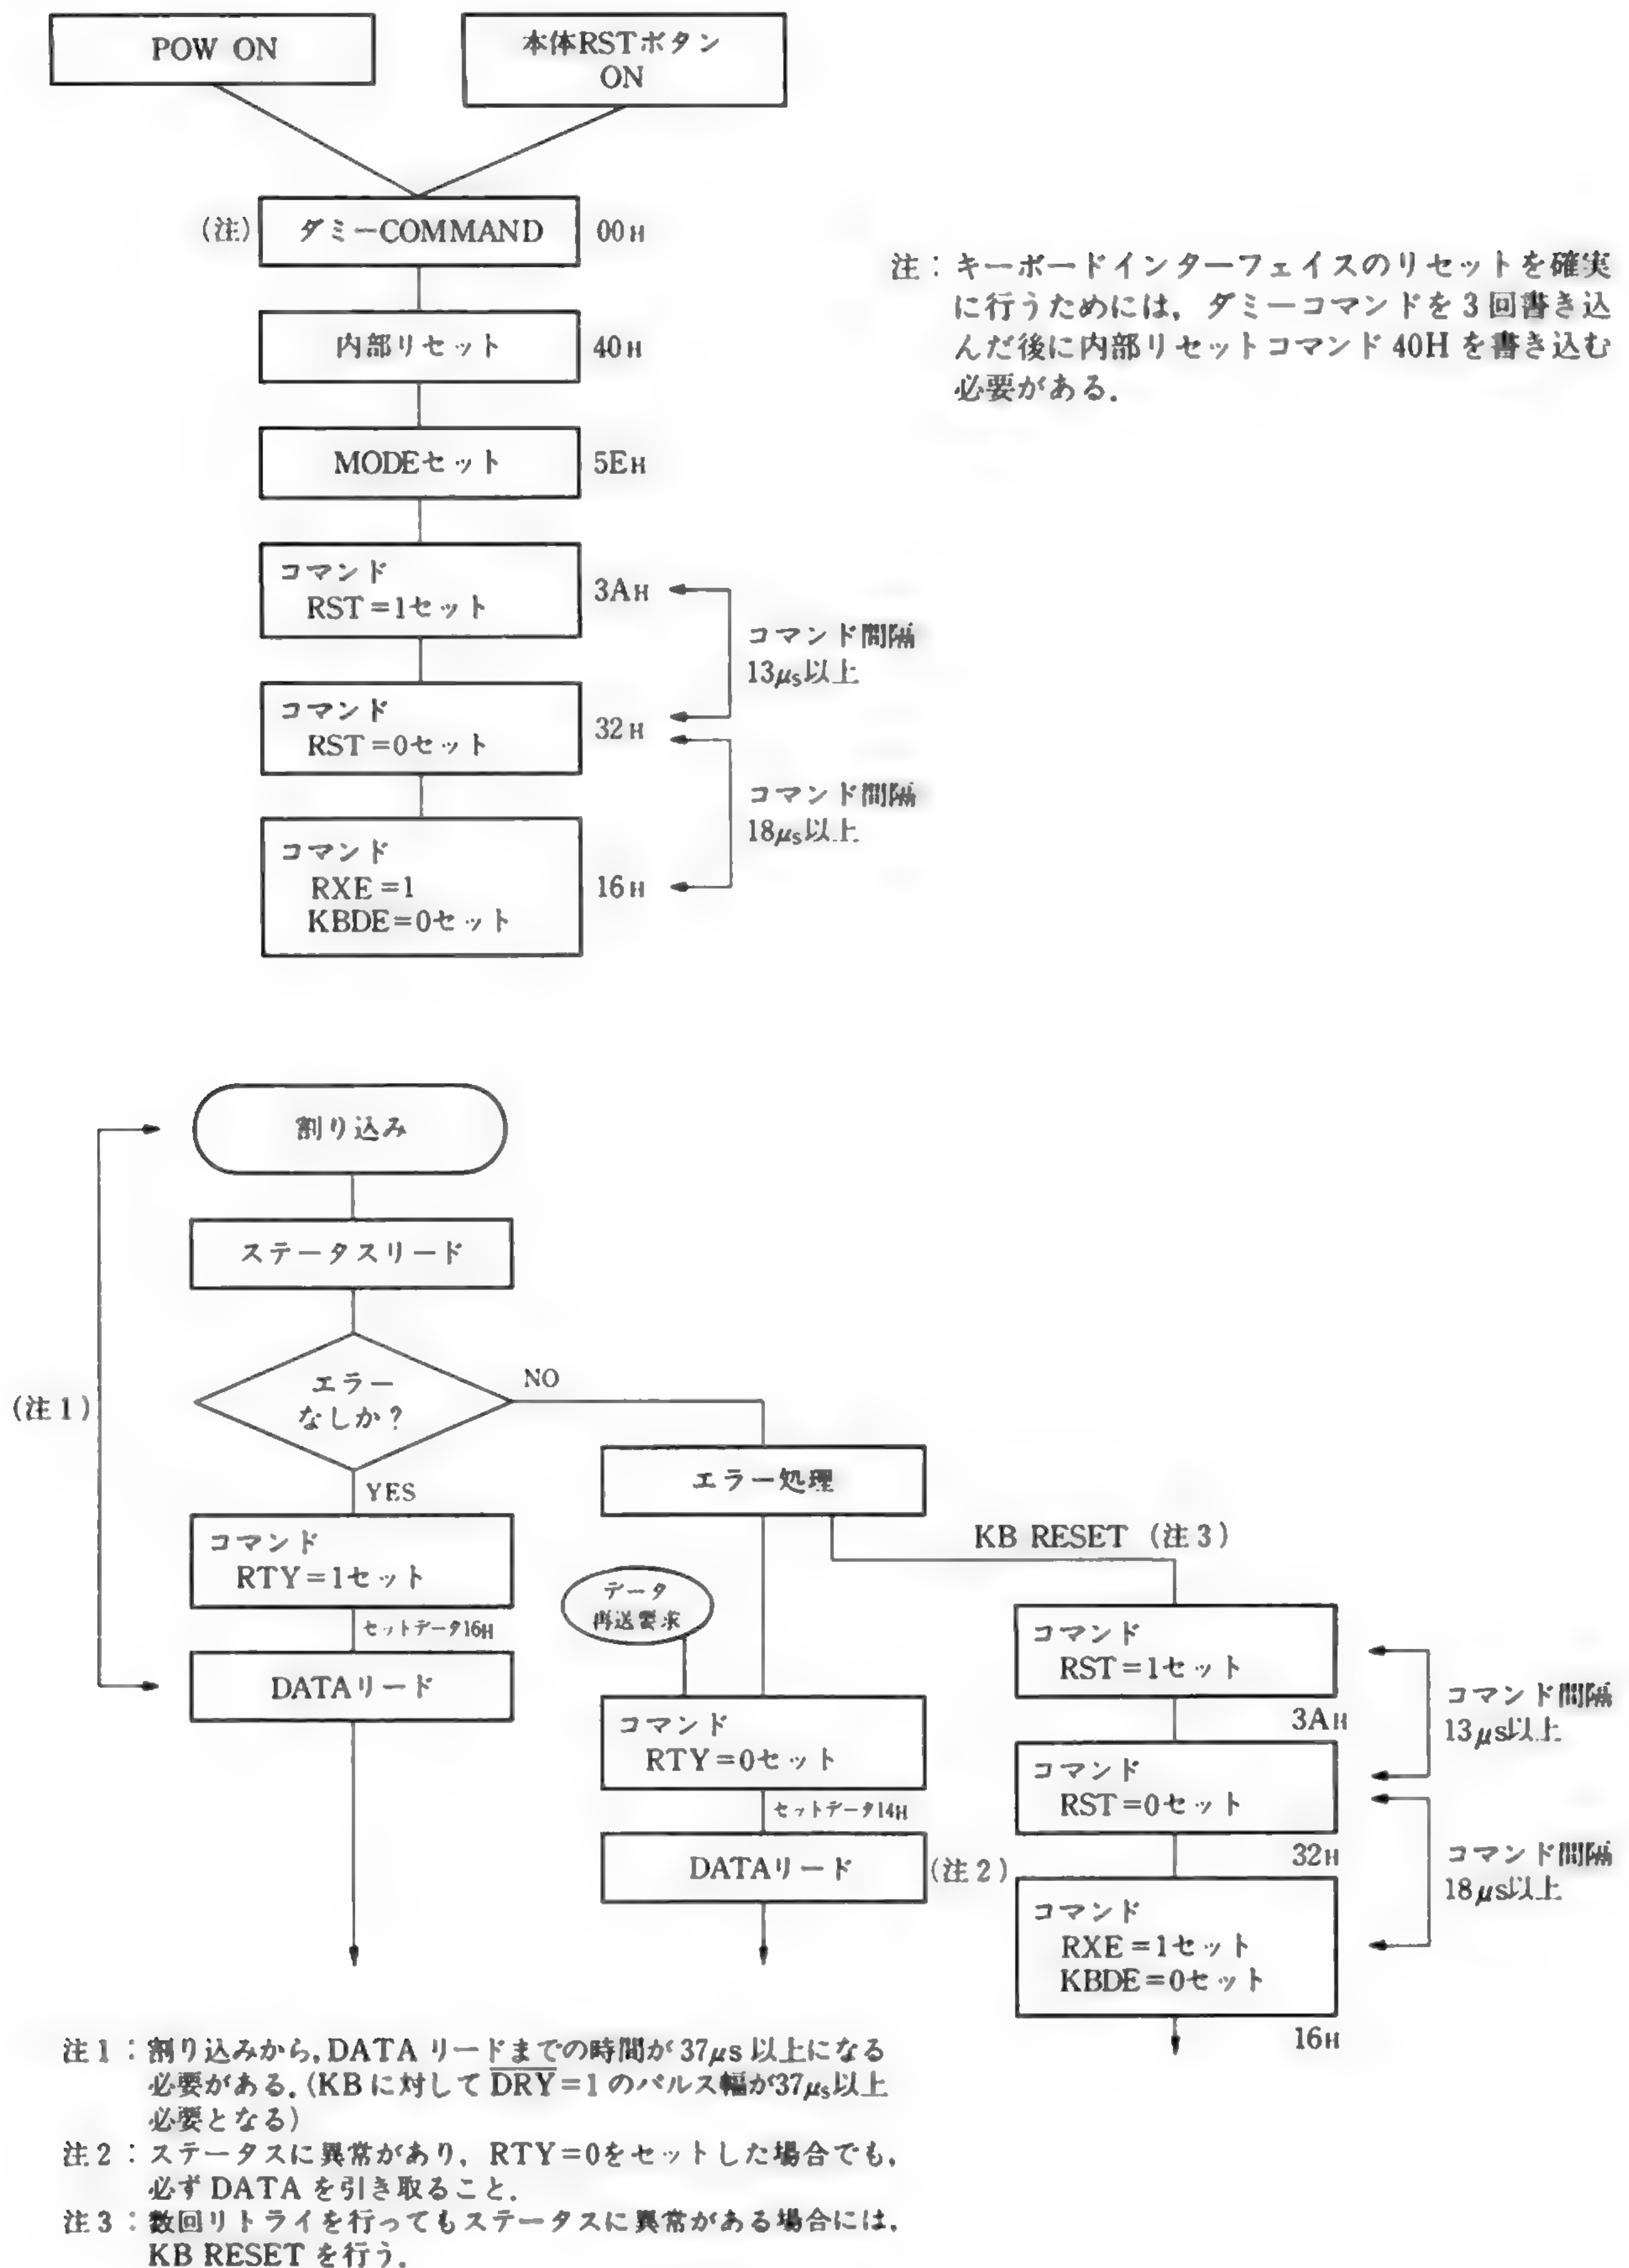 POW ON
本体RSTボタン
ON
(注)
ダミーCOMMAND
00H
内部リセット
40H
MODEセット
5EH
コマンド
RST=1セット
3AH
コマンド間隔
13μs以上
コマンド
RST=0セット
32H
コマンド間隔
18μs以上
コマンド
RXE=1
KBDE=0セット
16H
注：キーボードインターフェイスのリセットを確実
に行うためには，ダミーコマンドを3回書き込
んだ後に内部リセットコマンド40Hを書き込む
必要がある．
割り込み
ステータスリード
(注1)
エラー
なしか？
NO
YES
コマンド
RTY=1セット
セットデータ16H
DATAリード
エラー処理
データ
再送要求
コマンド
RTY=0セット
セットデータ14H
DATAリード
(注2)
KB RESET (注3)
コマンド
RST=1セット
3AH
コマンド間隔
13μs以上
コマンド
RST=0セット
32H
コマンド間隔
18μs以上
コマンド
RXE=1セット
KBDE=0セット
16H
注1：割り込みから，DATAリードまでの時間が37μs以上になる
必要がある．(KBに対してDRY=1のパルス幅が37μs以上
必要となる)
注2：ステータスに異常があり，RTY=0をセットした場合でも，
必ずDATAを引き取ること．
注3：数回リトライを行ってもステータスに異常がある場合には，
KB RESETを行う．